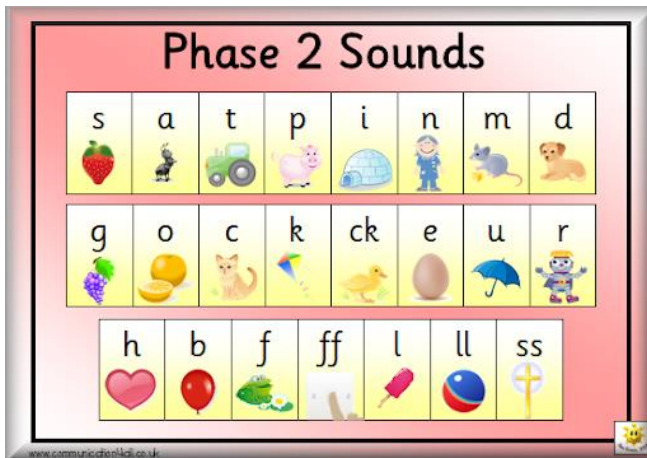 Phase 2 Sounds
s a t p i n m d
g o c k ck e u r
h b f ff l ll ss
www.communication4all.co.uk